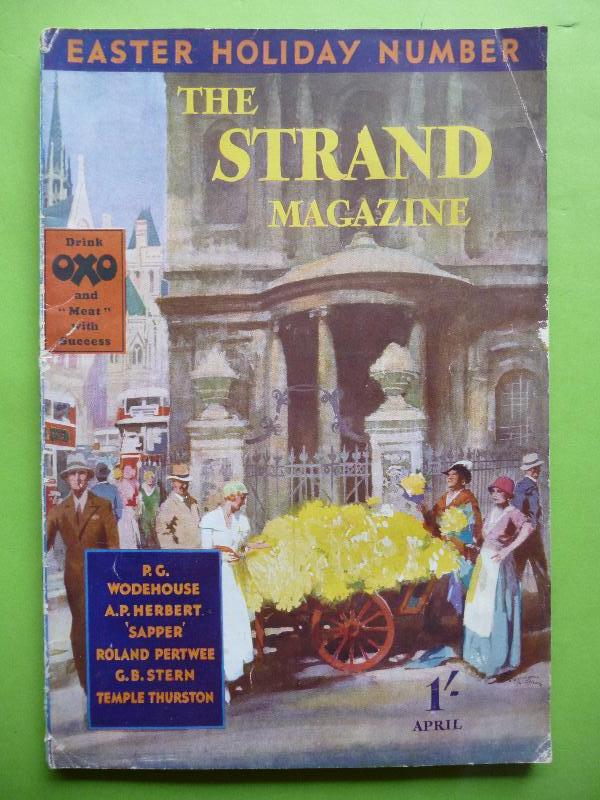 EASTER HOLIDAY NUMBER
THE
STRAND
MAGAZINE
Drink
OXO
and
"Meat"
with
Success
P.G.
WODEHOUSE
A.P. HERBERT
'SAPPER'
ROLAND PERTWEE
G.B. STERN
TEMPLE THURSTON
1'-
APRIL